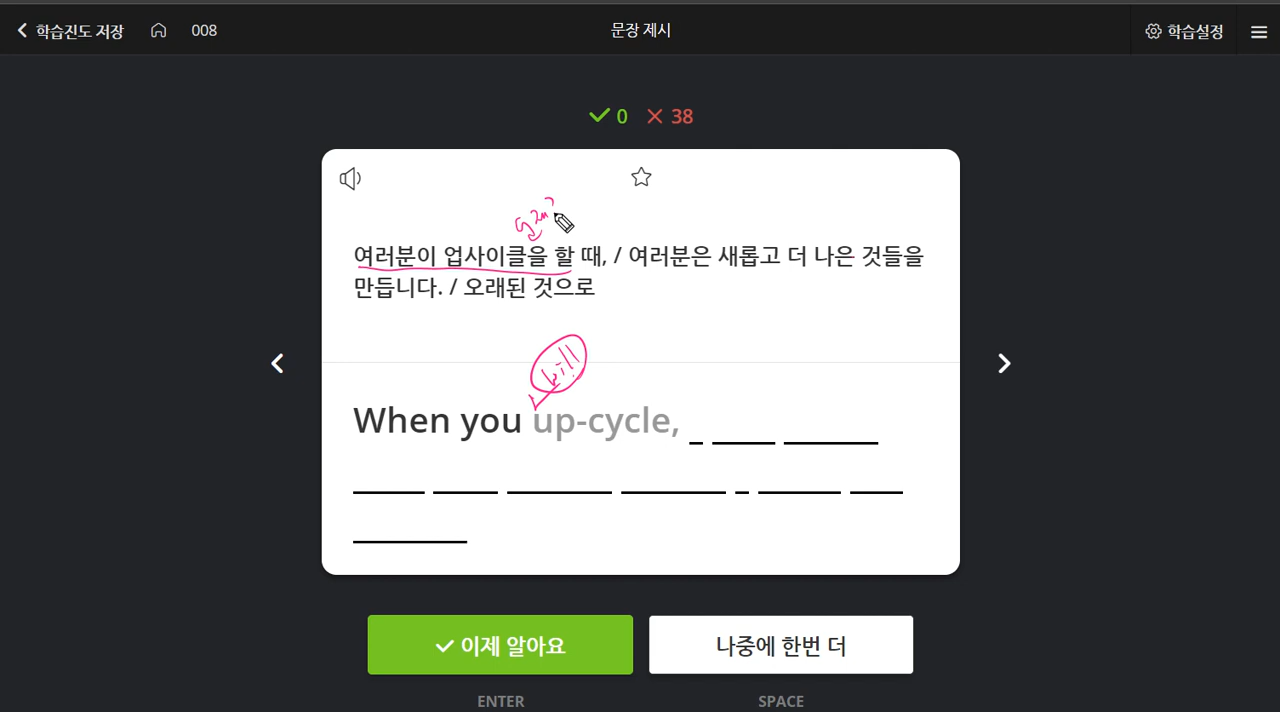 학습진도 저장 008 문장 제시 학습설정
0 38
여러분이 업사이클을 할 때, / 여러분은 새롭고 더 나은 것들을
만듭니다. / 오래된 것으로
will
When you up-cycle,
이제 알아요 나중에 한번 더
ENTER SPACE